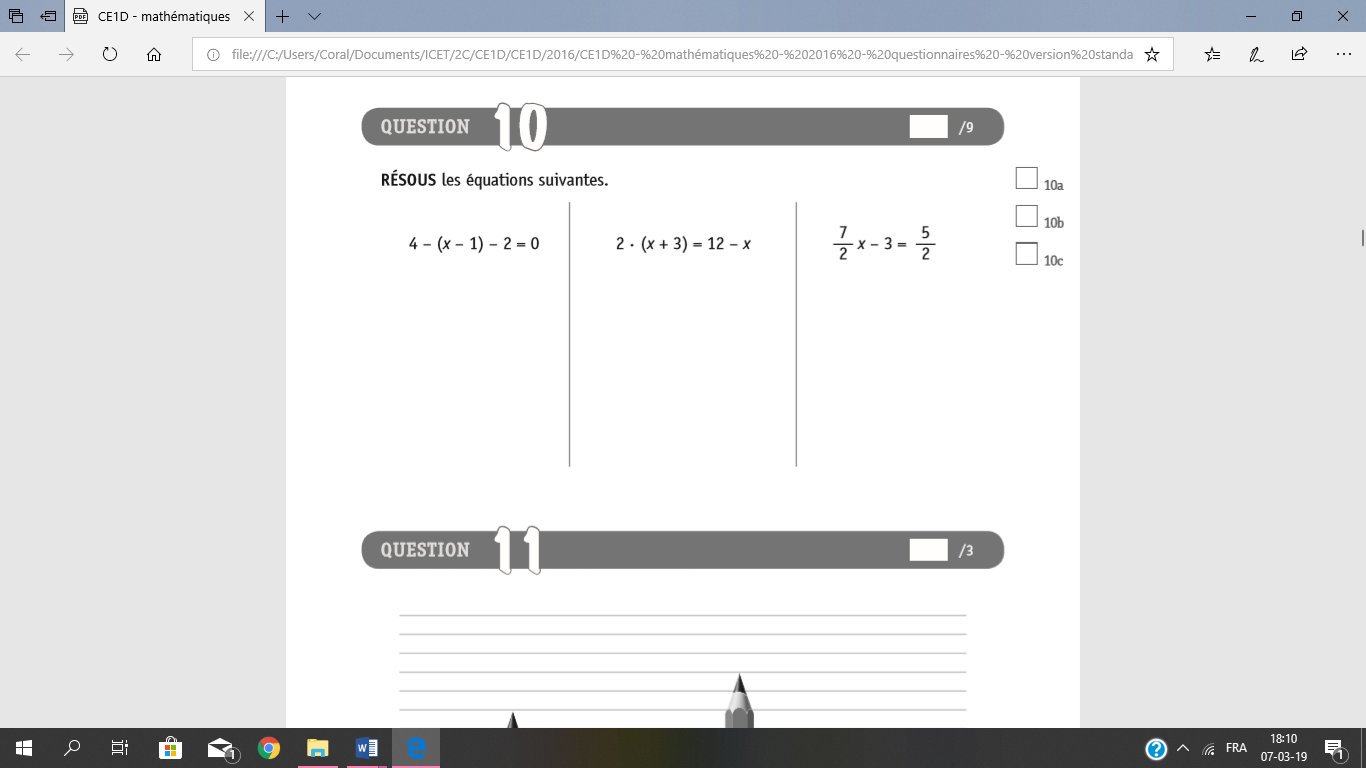 CE1D - mathématiques
file:///C:/Users/Coral/Documents/ICET/2C/CE1D/CE1D/2016/CE1D%20-%20mathématiques%20-%202016%20-%20questionnaires%20-%20version%20standa
QUESTION 10 /9
RÉSOUS les équations suivantes.
10a
10b
10c
4 – (x – 1) – 2 = 0
2 · (x + 3) = 12 – x
7/2 x – 3 = 5/2
QUESTION 11 /3
1
W
?
FRA
18:10
07-03-19
1